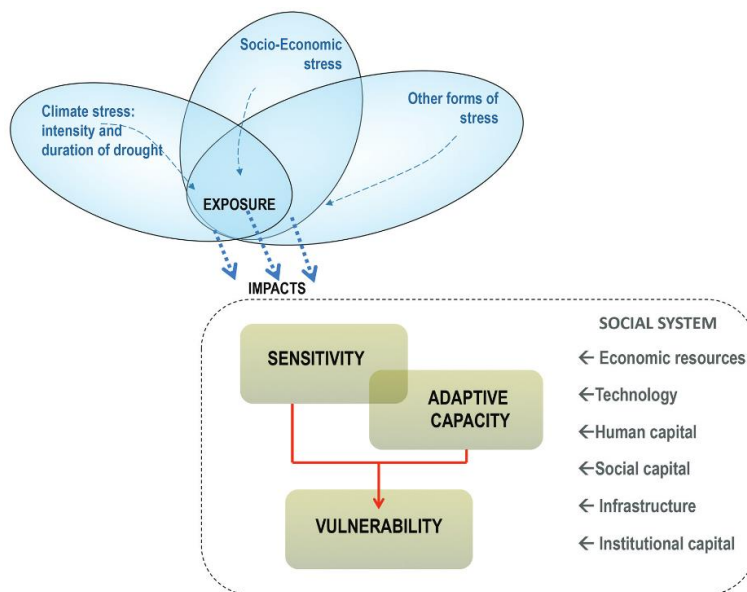 Socio-Economic
stress
Climate stress:
intensity and
duration of drought
Other forms of
stress
EXPOSURE
IMPACTS
SENSITIVITY
ADAPTIVE
CAPACITY
VULNERABILITY
SOCIAL SYSTEM
← Economic resources
←Technology
←Human capital
←Social capital
← Infrastructure
← Institutional capital